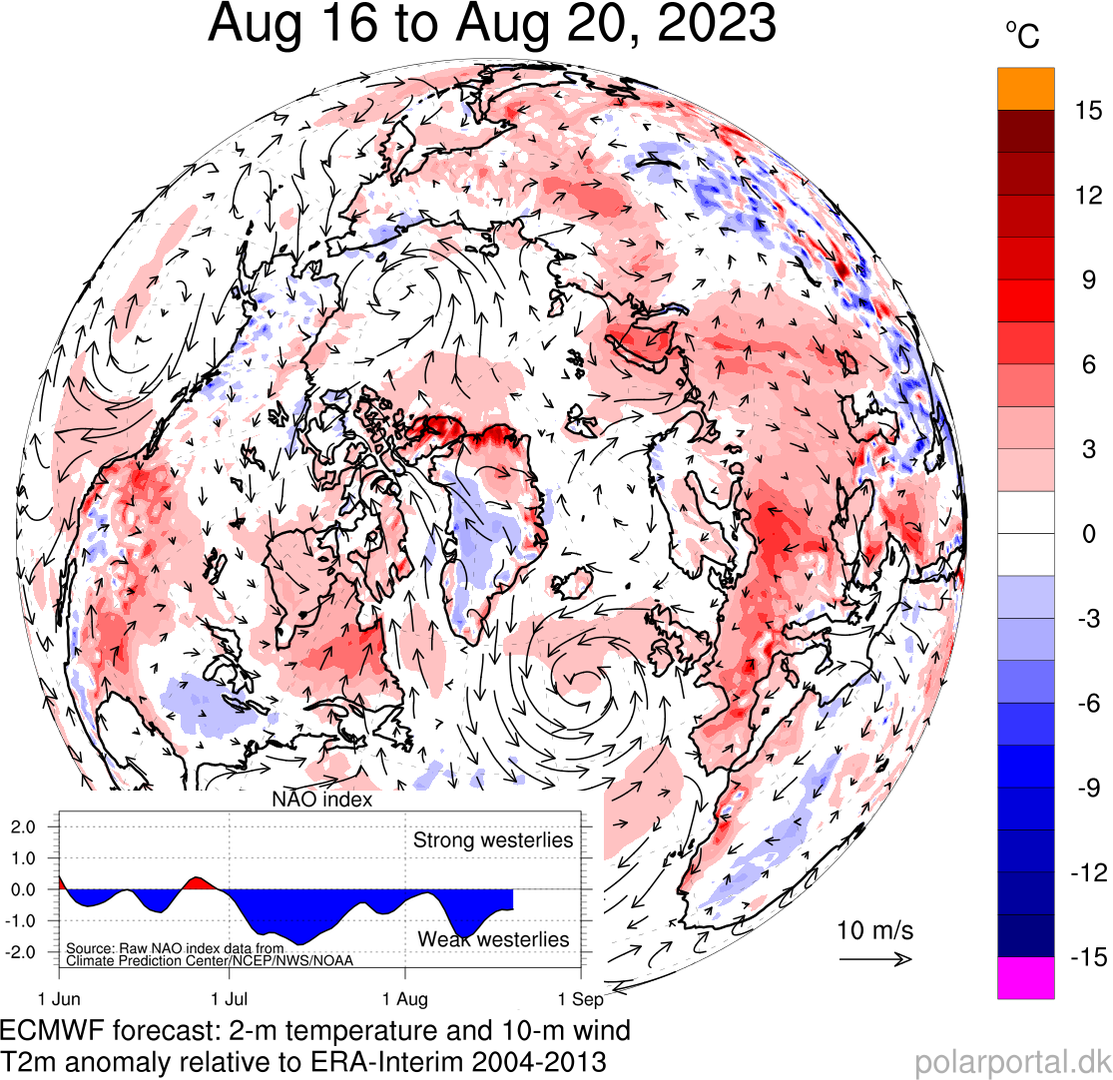 Aug 16 to Aug 20, 2023
°C
15
12
9
6
3
0
-3
-6
-9
-12
-15
NAO index
2.0
1.0
0.0
-1.0
-2.0
Strong westerlies
Weak westerlies
Source: Raw NAO index data from
Climate Prediction Center/NCEP/NWS/NOAA
1 Jun
1 Jul
1 Aug
1 Sep
10 m/s
ECMWF forecast: 2-m temperature and 10-m wind
T2m anomaly relative to ERA-Interim 2004-2013
polarportal.dk